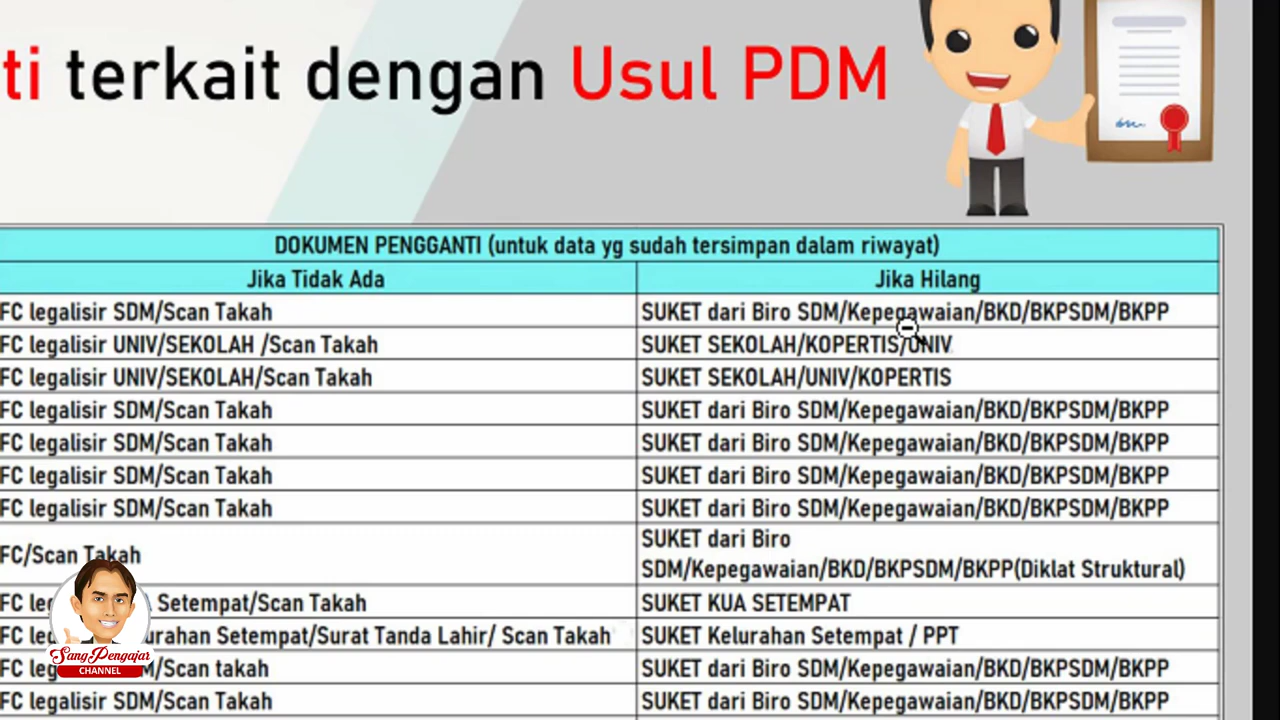 ti terkait dengan Usul PDM
DOKUMEN PENGGANTI (untuk data yg sudah tersimpan dalam riwayat)
Jika Tidak Ada
Jika Hilang
FC legalisir SDM/Scan Takah
SUKET dari Biro SDM/Kepegawaian/BKD/BKPSDM/BKPP
FC legalisir UNIV/SEKOLAH /Scan Takah
SUKET SEKOLAH/KOPERTIS/UNIV
FC legalisir UNIV/SEKOLAH/Scan Takah
SUKET SEKOLAH/UNIV/KOPERTIS
FC legalisir SDM/Scan Takah
SUKET dari Biro SDM/Kepegawaian/BKD/BKPSDM/BKPP
FC legalisir SDM/Scan Takah
SUKET dari Biro SDM/Kepegawaian/BKD/BKPSDM/BKPP
FC legalisir SDM/Scan Takah
SUKET dari Biro SDM/Kepegawaian/BKD/BKPSDM/BKPP
FC legalisir SDM/Scan Takah
SUKET dari Biro SDM/Kepegawaian/BKD/BKPSDM/BKPP
FC/Scan Takah
SUKET dari Biro
SDM/Kepegawaian/BKD/BKPSDM/BKPP(Diklat Struktural)
FC Setempat/Scan Takah
SUKET KUA SETEMPAT
FC Setempat/Surat Tanda Lahir/ Scan Takah
SUKET Kelurahan Setempat / PPT
FC /Scan takah
SUKET dari Biro SDM/Kepegawaian/BKD/BKPSDM/BKPP
FC legalisir SDM/Scan Takah
SUKET dari Biro SDM/Kepegawaian/BKD/BKPSDM/BKPP
SangPengajar
CHANNEL